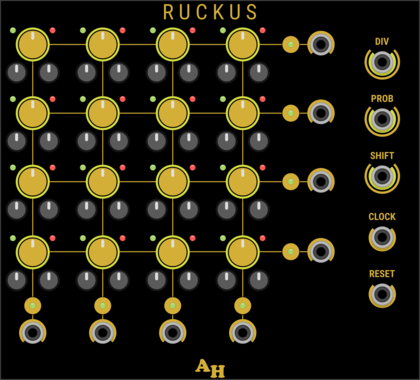 RUCKUS
DIV
PROB
SHIFT
CLOCK
RESET
AH